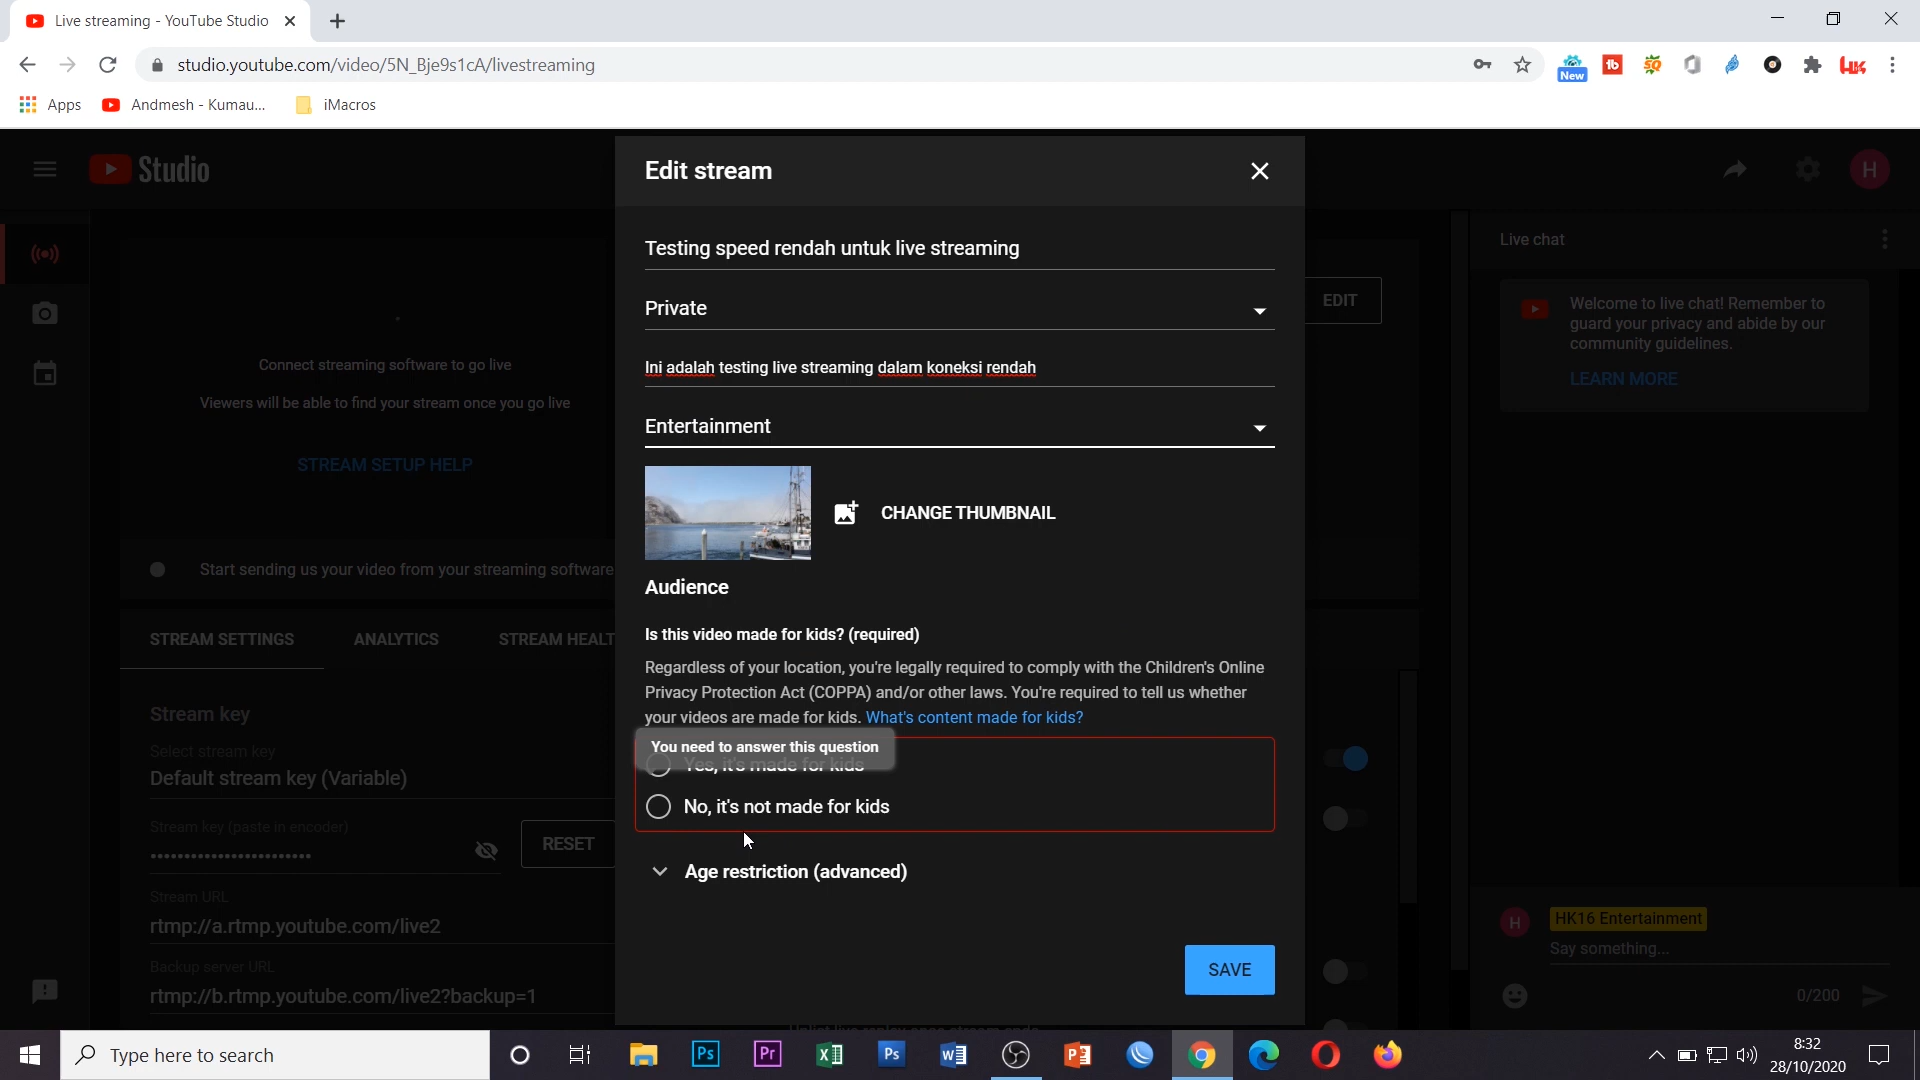 Live streaming - YouTube Studio
studio.youtube.com/video/5N_Bje9s1cA/livestreaming
New
Apps
Andmesh - Kumau...
iMacros
Studio
H
Edit stream
Testing speed rendah untuk live streaming
Private
Ini adalah testing live streaming dalam koneksi rendah
Entertainment
CHANGE THUMBNAIL
Audience
Is this video made for kids? (required)
Regardless of your location, you're legally required to comply with the Children's Online
Privacy Protection Act (COPPA) and/or other laws. You're required to tell us whether
your videos are made for kids. What's content made for kids?
You need to answer this question
Yes, it's made for kids
No, it's not made for kids
Age restriction (advanced)
SAVE
Connect streaming software to go live
Viewers will be able to find your stream once you go live
STREAM SETUP HELP
Start sending us your video from your streaming software
STREAM SETTINGS
ANALYTICS
STREAM HEALT
Stream key
Select stream key
Default stream key (Variable)
Stream key (paste in encoder)
RESET
Stream URL
rtmp://a.rtmp.youtube.com/live2
Backup server URL
rtmp://b.rtmp.youtube.com/live2?backup=1
EDIT
Live chat
Welcome to live chat! Remember to
guard your privacy and abide by our
community guidelines.
LEARN MORE
H
HK16 Entertainment
Say something...
0/200
Type here to search
Ps
Pr
Ps
8:32
28/10/2020